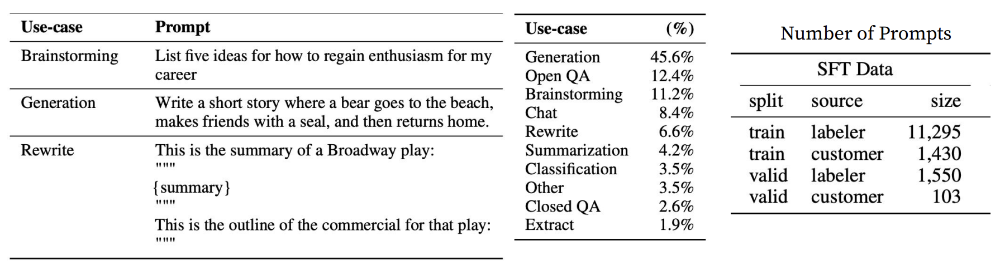 Use-case Prompt
Brainstorming List five ideas for how to regain enthusiasm for my
career
Generation Write a short story where a bear goes to the beach,
makes friends with a seal, and then returns home.
Rewrite This is the summary of a Broadway play:
"""
{summary}
"""
This is the outline of the commercial for that play:
"""
Use-case (%)
Generation 45.6%
Open QA 12.4%
Brainstorming 11.2%
Chat 8.4%
Rewrite 6.6%
Summarization 4.2%
Classification 3.5%
Other 3.5%
Closed QA 2.6%
Extract 1.9%
Number of Prompts
SFT Data
split source size
train labeler 11,295
train customer 1,430
valid labeler 1,550
valid customer 103